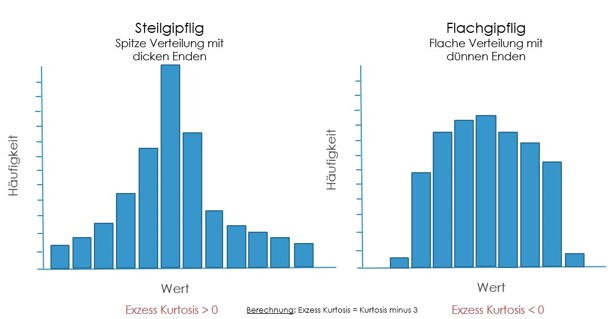 Steilgipflig
Spitze Verteilung mit
dicken Enden
Häufigkeit
Wert
Exzess Kurtosis > 0
Berechnung: Exzess Kurtosis = Kurtosis minus 3
Flachgipflig
Flache Verteilung mit
dünnen Enden
Häufigkeit
Wert
Exzess Kurtosis < 0